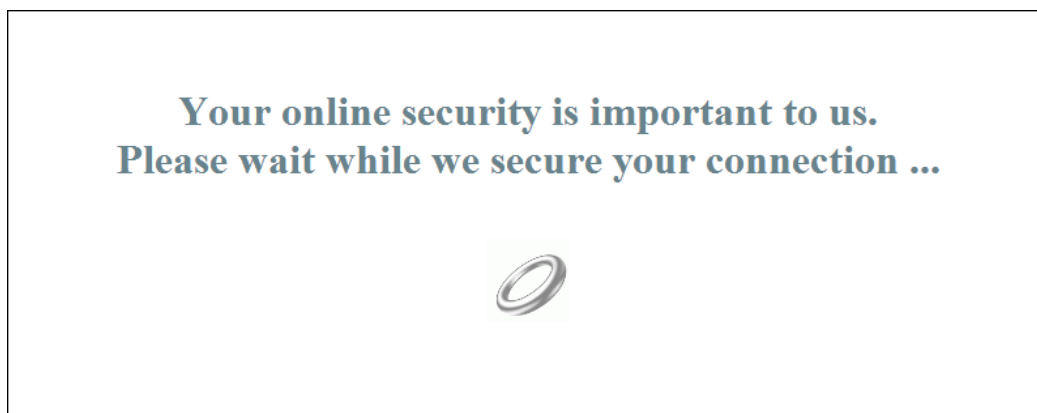 Your online security is important to us.
Please wait while we secure your connection ...